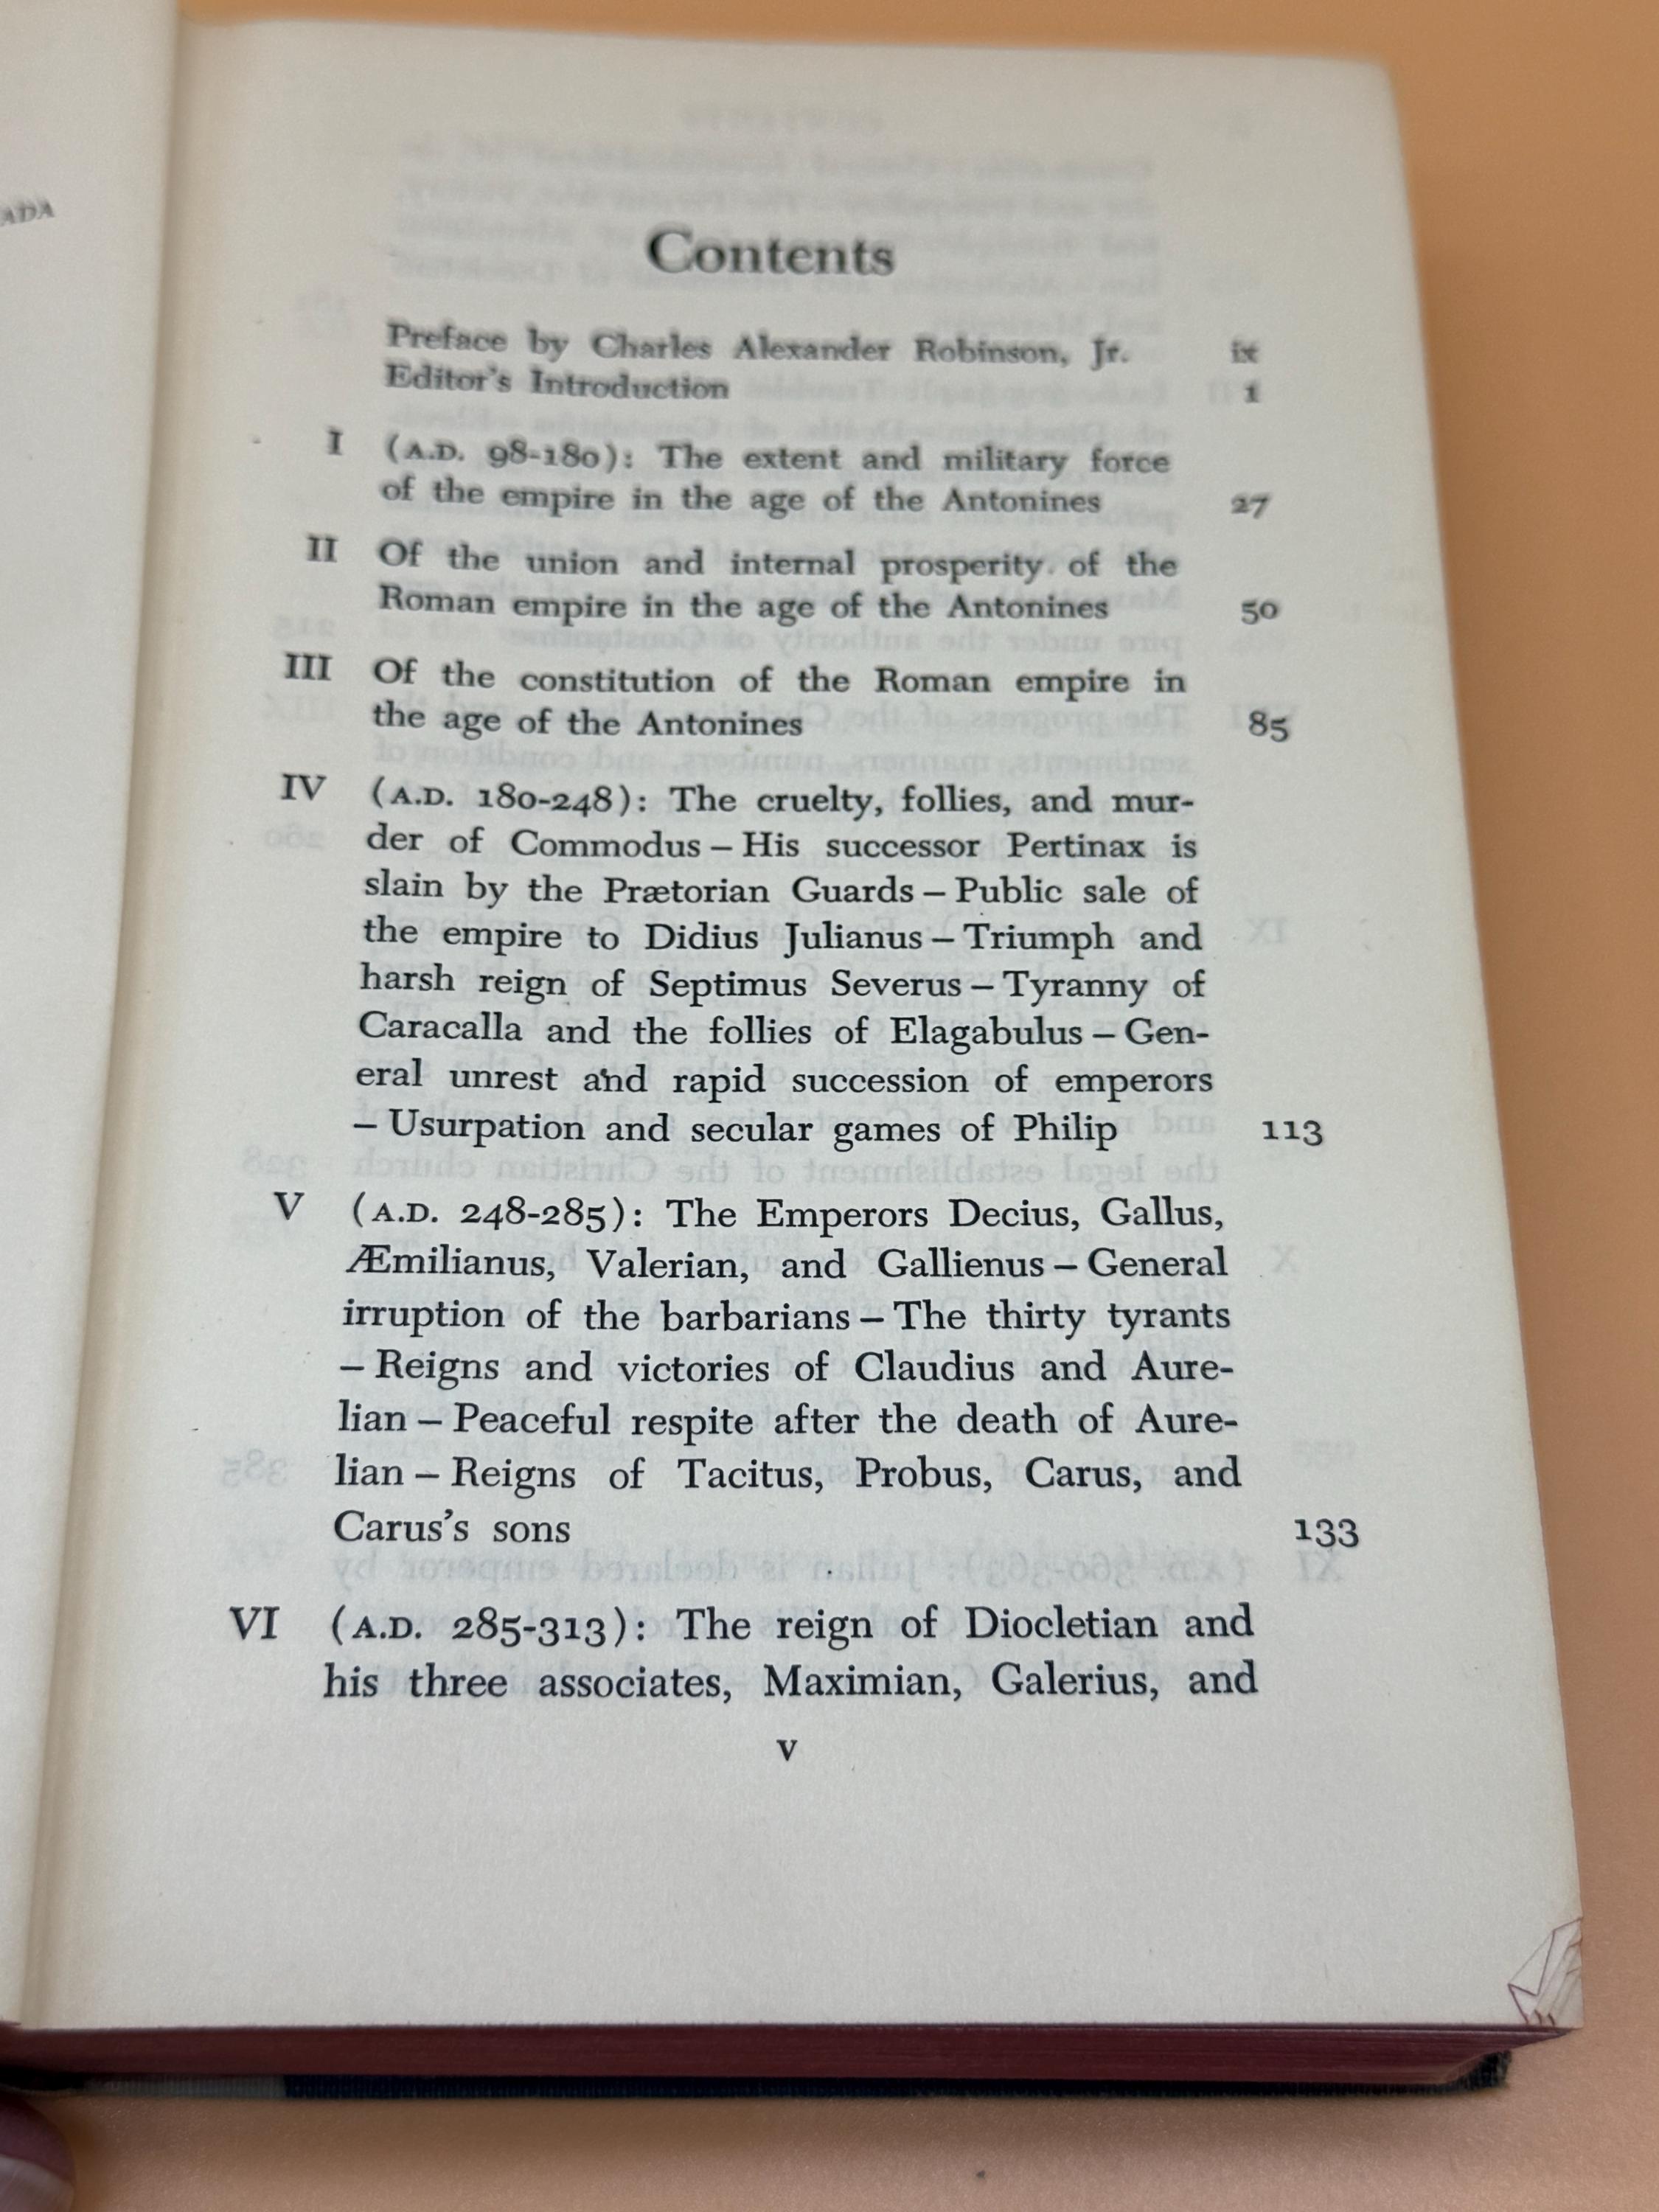 ADA
Contents
Preface by Charles Alexander Robinson, Jr. ix
Editor's Introduction 1
I (A.D. 98-180): The extent and military force
of the empire in the age of the Antonines 27
II Of the union and internal prosperity of the
Roman empire in the age of the Antonines 50
III Of the constitution of the Roman empire in
the age of the Antonines 85
IV (A.D. 180-248): The cruelty, follies, and mur-
der of Commodus – His successor Pertinax is
slain by the Prætorian Guards – Public sale of
the empire to Didius Julianus – Triumph and
harsh reign of Septimus Severus – Tyranny of
Caracalla and the follies of Elagabulus – Gen-
eral unrest and rapid succession of emperors
– Usurpation and secular games of Philip 113
V (A.D. 248-285): The Emperors Decius, Gallus,
Æmilianus, Valerian, and Gallienus – General
irruption of the barbarians – The thirty tyrants
– Reigns and victories of Claudius and Aure-
lian – Peaceful respite after the death of Aure-
lian – Reigns of Tacitus, Probus, Carus, and
Carus's sons 133
VI (A.D. 285-313): The reign of Diocletian and
his three associates, Maximian, Galerius, and
v